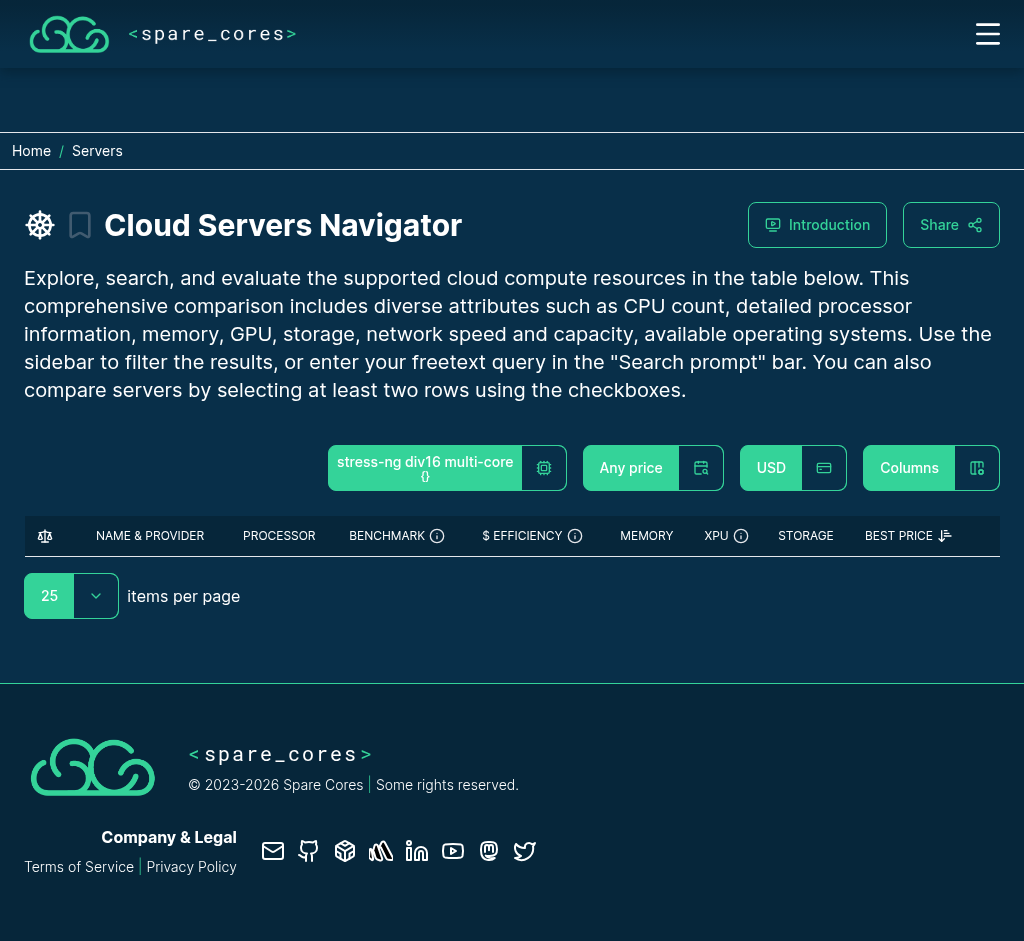 <spare_cores>
Home / Servers
Cloud Servers Navigator
Introduction
Share
Explore, search, and evaluate the supported cloud compute resources in the table below. This
comprehensive comparison includes diverse attributes such as CPU count, detailed processor
information, memory, GPU, storage, network speed and capacity, available operating systems. Use the
sidebar to filter the results, or enter your freetext query in the "Search prompt" bar. You can also
compare servers by selecting at least two rows using the checkboxes.
stress-ng div16 multi-core
{}
Any price
USD
Columns
NAME & PROVIDER PROCESSOR BENCHMARK $ EFFICIENCY MEMORY XPU STORAGE BEST PRICE
25 items per page
<spare_cores>
© 2023-2026 Spare Cores | Some rights reserved.
Company & Legal
Terms of Service | Privacy Policy